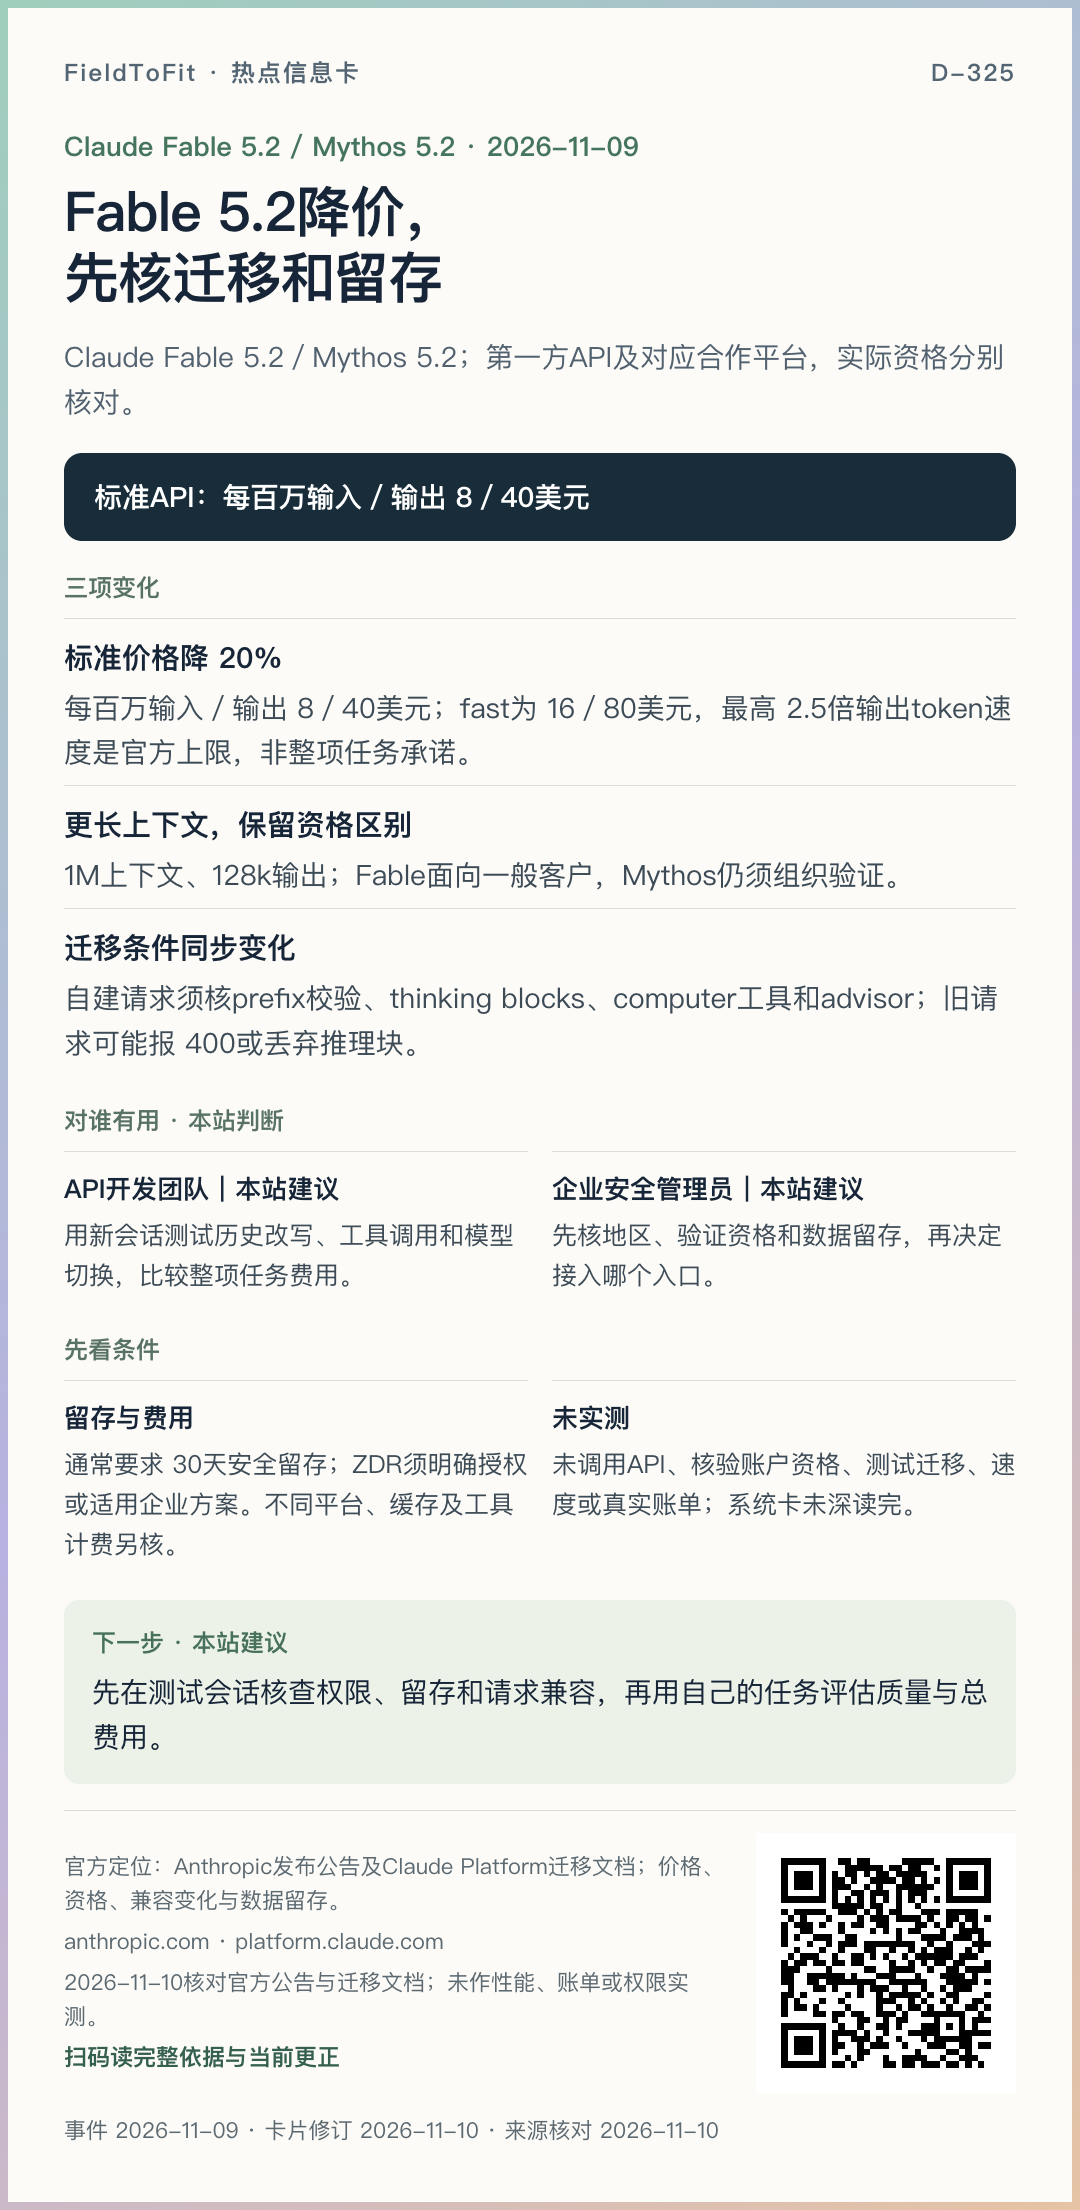 FieldToFit · 热点信息卡
D-325
Claude Fable 5.2 / Mythos 5.2 · 2026-11-09
Fable 5.2降价，
先核迁移和留存
Claude Fable 5.2 / Mythos 5.2；第一方API及对应合作平台，实际资格分别
核对。
标准API：每百万输入 / 输出 8 / 40美元
三项变化
标准价格降 20%
每百万输入 / 输出 8 / 40美元；fast为 16 / 80美元，最高 2.5倍输出token速
度是官方上限，非整项任务承诺。
更长上下文，保留资格区别
1M上下文、128k输出；Fable面向一般客户，Mythos仍须组织验证。
迁移条件同步变化
自建请求须核prefix校验、thinking blocks、computer工具和advisor；旧请
求可能报 400或丢弃推理块。
对谁有用 · 本站判断
API开发团队｜本站建议
用新会话测试历史改写、工具调用和模型
切换，比较整项任务费用。
企业安全管理员｜本站建议
先核地区、验证资格和数据留存，再决定
接入哪个入口。
先看条件
留存与费用
通常要求 30天安全留存；ZDR须明确授权
或适用企业方案。不同平台、缓存及工具
计费另核。
未实测
未调用API、核验账户资格、测试迁移、速
度或真实账单；系统卡未深读完。
下一步 · 本站建议
先在测试会话核查权限、留存和请求兼容，再用自己的任务评估质量与总
费用。
官方定位：Anthropic发布公告及Claude Platform迁移文档；价格、
资格、兼容变化与数据留存。
anthropic.com · platform.claude.com
2026-11-10核对官方公告与迁移文档；未作性能、账单或权限实
测。
扫码读完整依据与当前更正
事件 2026-11-09 · 卡片修订 2026-11-10 · 来源核对 2026-11-10